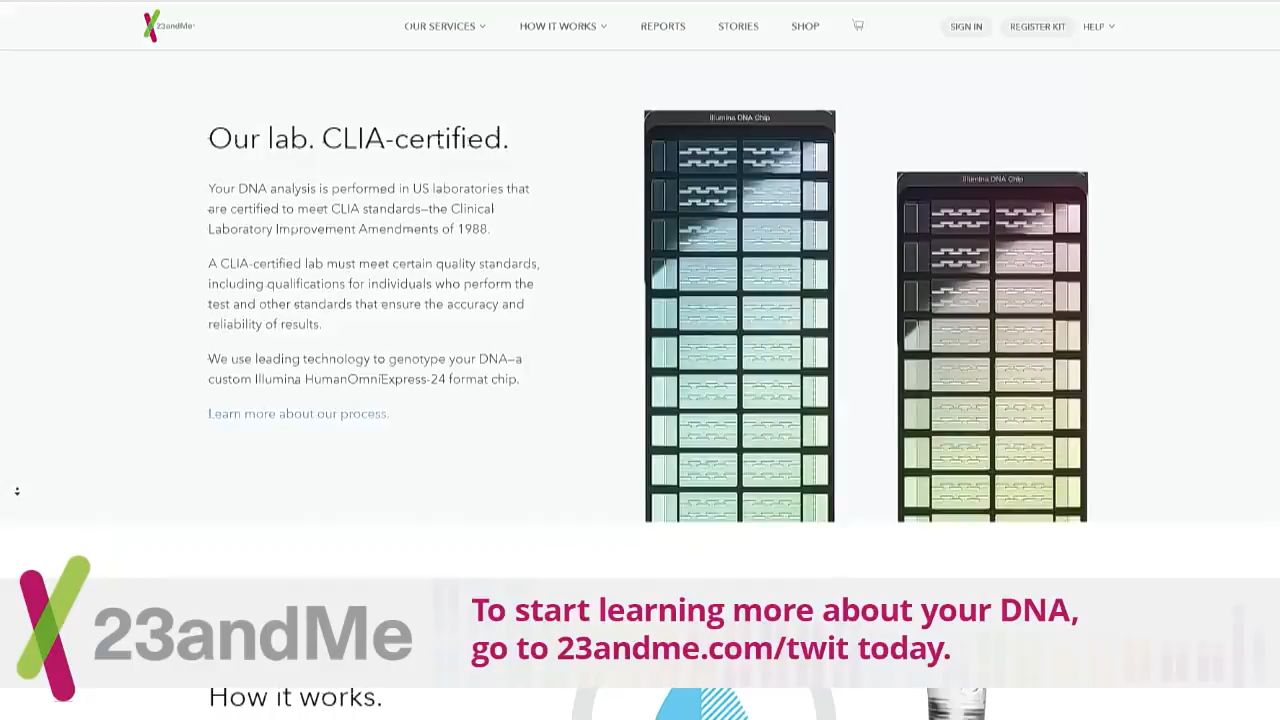 23andMe
OUR SERVICES
HOW IT WORKS
REPORTS
STORIES
SHOP
SIGN IN
REGISTER KIT
HELP
Our lab. CLIA-certified.
Your DNA analysis is performed in US laboratories that
are certified to meet CLIA standards—the Clinical
Laboratory Improvement Amendments of 1988.
A CLIA-certified lab must meet certain quality standards,
including qualifications for individuals who perform the
test and other standards that ensure the accuracy and
reliability of results.
We use leading technology to genotype your DNA—a
custom Illumina HumanOmniExpress-24 format chip.
Learn more about our process.
Illumina DNA Chip
Illumina DNA Chip
23andMe
To start learning more about your DNA,
go to 23andme.com/twit today.
How it works.